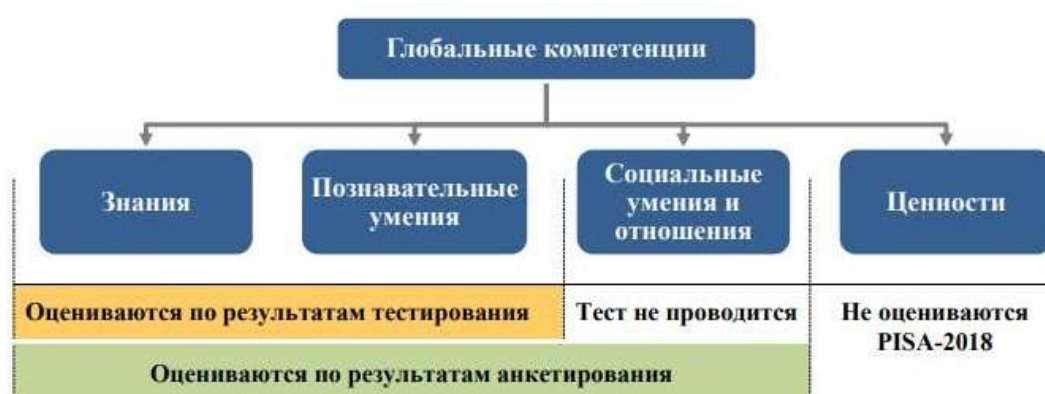 Глобальные компетенции
Знания
Познавательные
умения
Социальные
умения и
отношения
Ценности
Оцениваются по результатам тестирования
Тест не проводится
Не оцениваются
PISA-2018
Оцениваются по результатам анкетирования